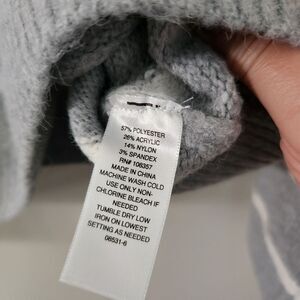 57% POLYESTER
26% ACRYLIC
14% NYLON
3% SPANDEX
RN# 106357
MADE IN CHINA
MACHINE WASH COLD
USE ONLY NON-
CHLORINE BLEACH IF
NEEDED
TUMBLE DRY LOW
IRON ON LOWEST
SETTING AS NEEDED
06531-6